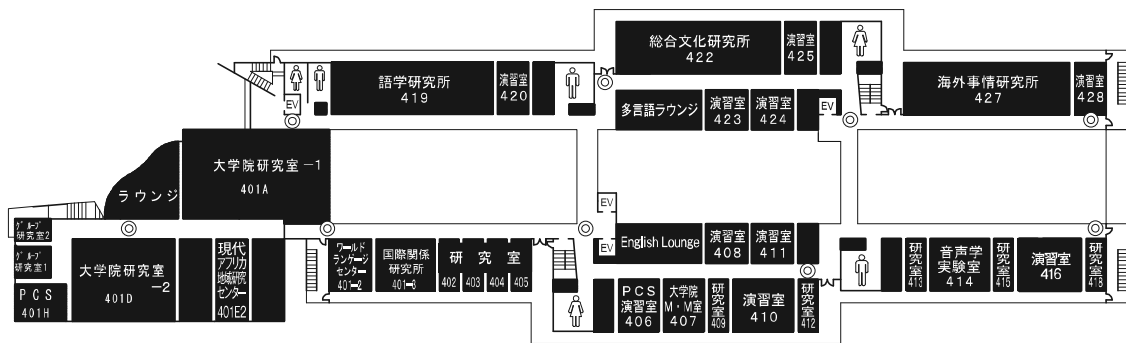 総合文化研究所
422
演習室
425
語学研究所
419
演習室
420
海外事情研究所
427
演習室
428
多言語ラウンジ
演習室
423
演習室
424
EV
EV
大学院研究室-1
401A
ラウンジ
グループ
研究室2
グループ
研究室1
PCS
401H
大学院研究室
-2
401D
現代
アフリカ
地域研究
センター
401E2
ワールド
ランゲージ
センター
401-2
国際関係
研究所
401-3
研究室
402 403 404 405
EV
EV
English Lounge
演習室
408
演習室
411
PCS
演習室
406
大学院
M・M室
407
研究室
409
演習室
410
研究室
412
研究室
413
音声学
実験室
414
研究室
415
演習室
416
研究室
418